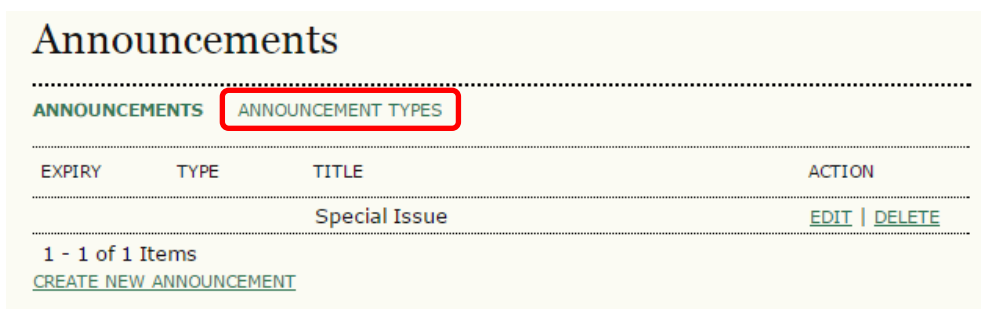 Announcements
ANNOUNCEMENTS ANNOUNCEMENT TYPES
EXPIRY TYPE TITLE ACTION
Special Issue EDIT | DELETE
1 - 1 of 1 Items
CREATE NEW ANNOUNCEMENT